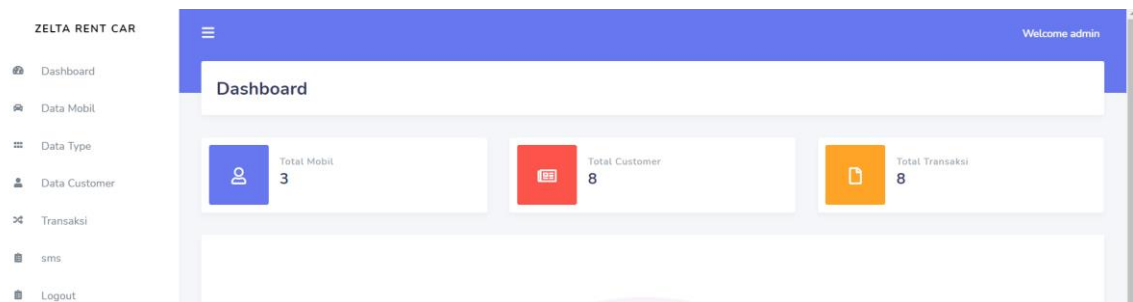 ZELTA RENT CAR
Dashboard
Data Mobil
Data Type
Data Customer
Transaksi
sms
Logout
Welcome admin
Dashboard
Total Mobil
3
Total Customer
8
Total Transaksi
8